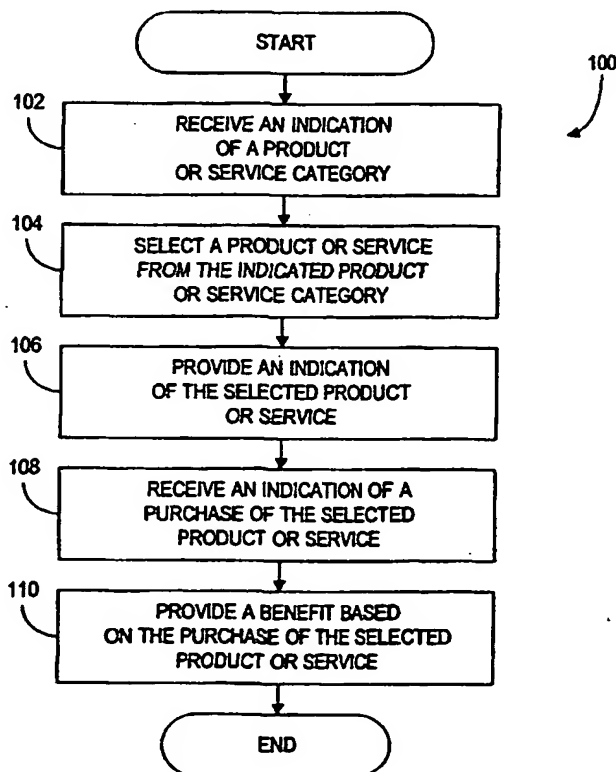 START
100
102
RECEIVE AN INDICATION
OF A PRODUCT
OR SERVICE CATEGORY
104
SELECT A PRODUCT OR SERVICE
FROM THE INDICATED PRODUCT
OR SERVICE CATEGORY
106
PROVIDE AN INDICATION
OF THE SELECTED PRODUCT
OR SERVICE
108
RECEIVE AN INDICATION OF A
PURCHASE OF THE SELECTED
PRODUCT OR SERVICE
110
PROVIDE A BENEFIT BASED
ON THE PURCHASE OF THE SELECTED
PRODUCT OR SERVICE
END